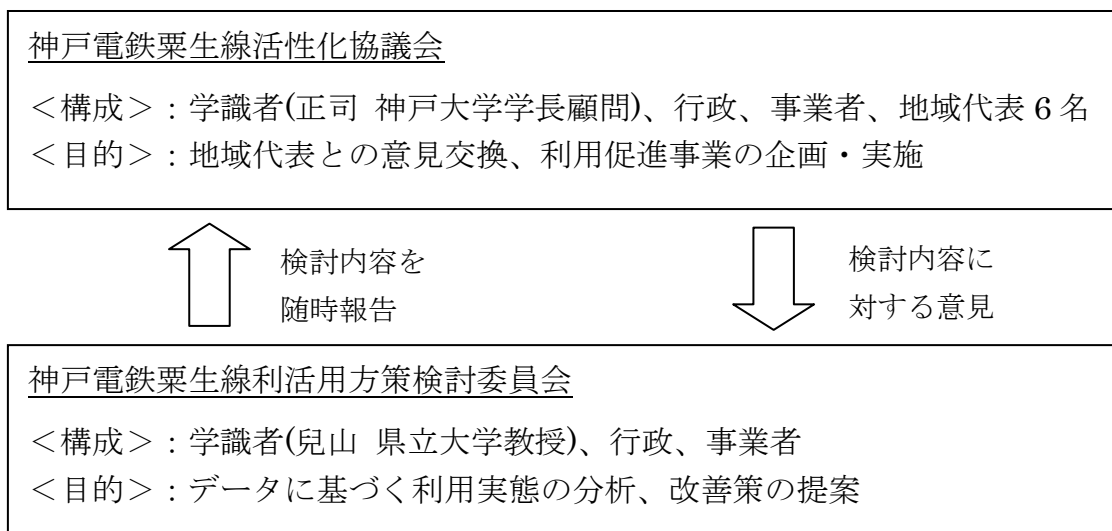 神戸電鉄粟生線活性化協議会
＜構成＞：学識者(正司 神戸大学学長顧問)、行政、事業者、地域代表 6 名
＜目的＞：地域代表との意見交換、利用促進事業の企画・実施
検討内容を
随時報告
検討内容に
対する意見
神戸電鉄粟生線利活用方策検討委員会
＜構成＞：学識者(兒山 県立大学教授)、行政、事業者
＜目的＞：データに基づく利用実態の分析、改善策の提案